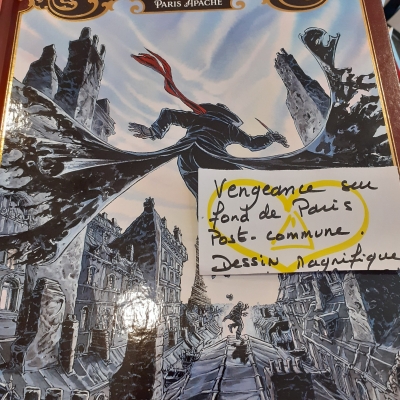 PARIS APACHE
Vengeance sur
fond de Paris
Post-commune.
Dessin magnifique